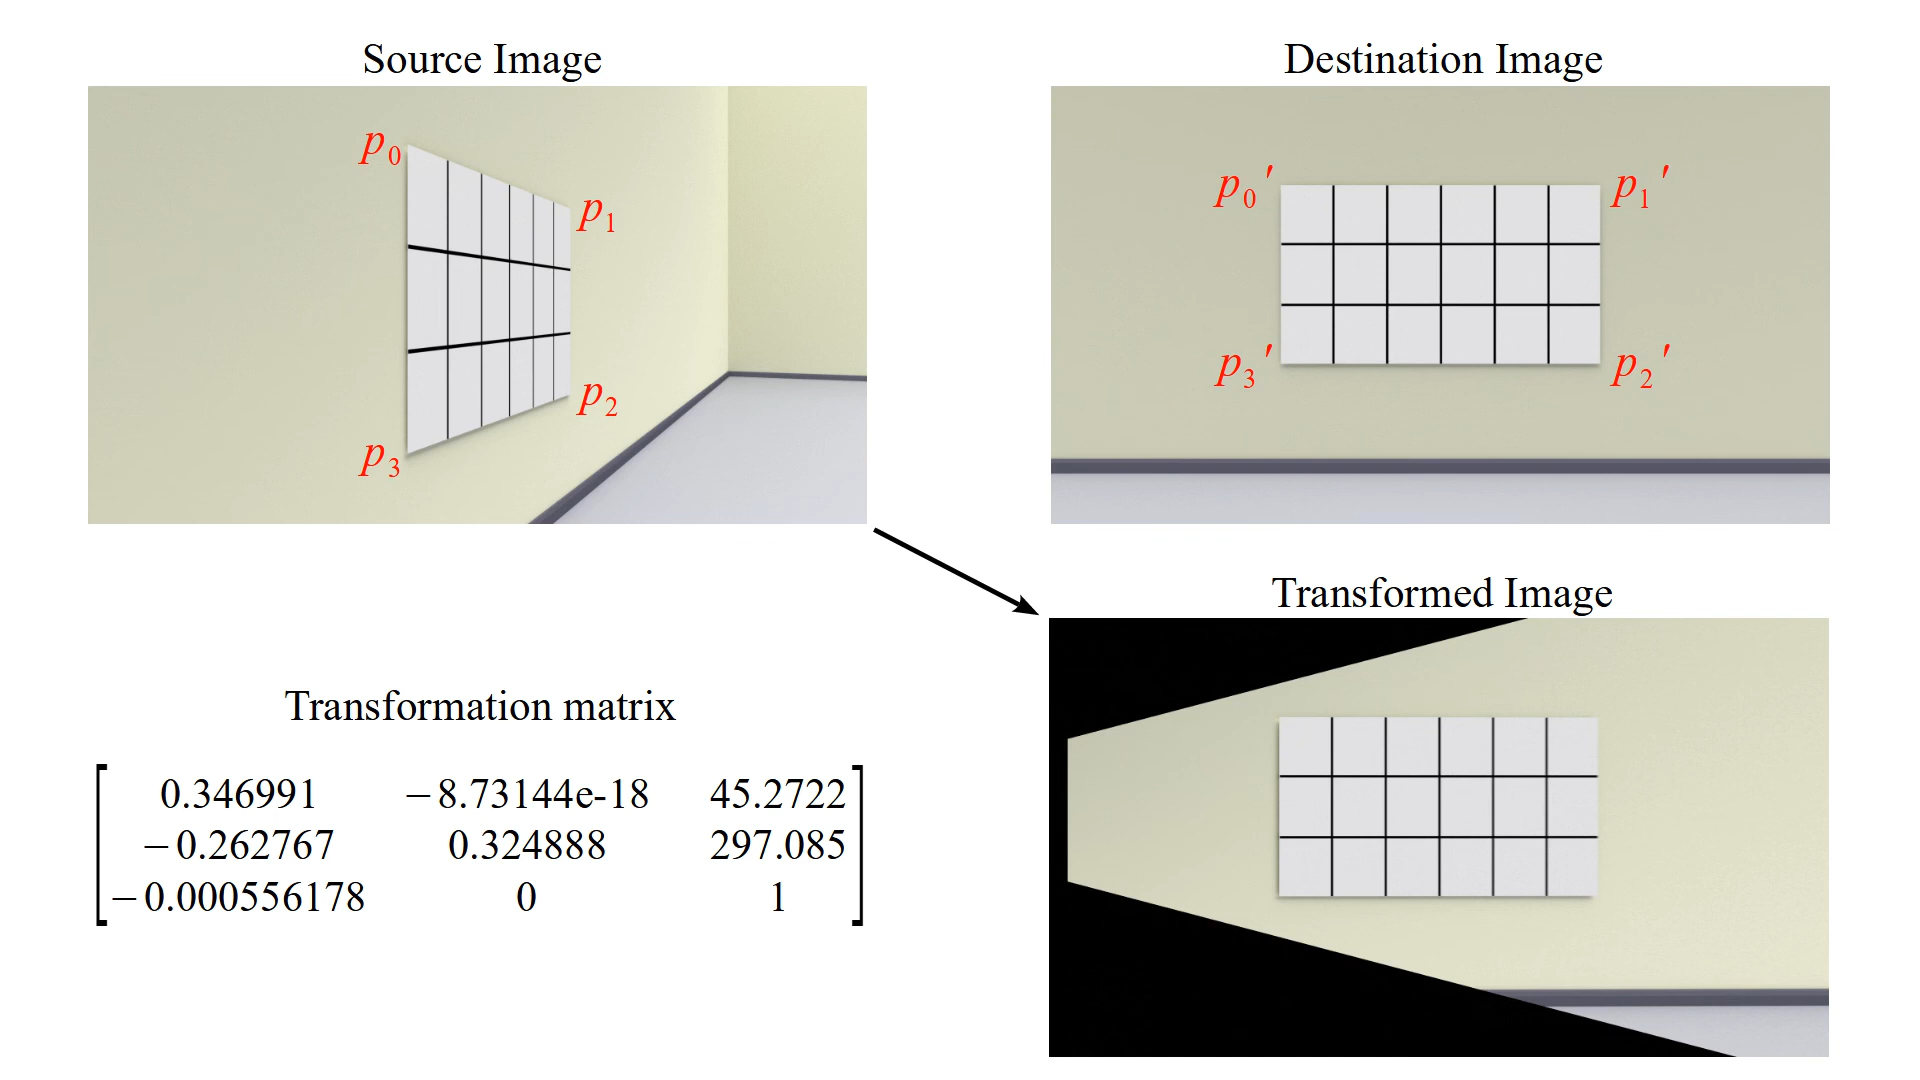 Source Image
Destination Image
p0
p1
p2
p3
p0′
p1′
p3′
p2′
Transformed Image
Transformation matrix
0.346991 −8.73144e-18 45.2722
−0.262767 0.324888 297.085
−0.000556178 0 1